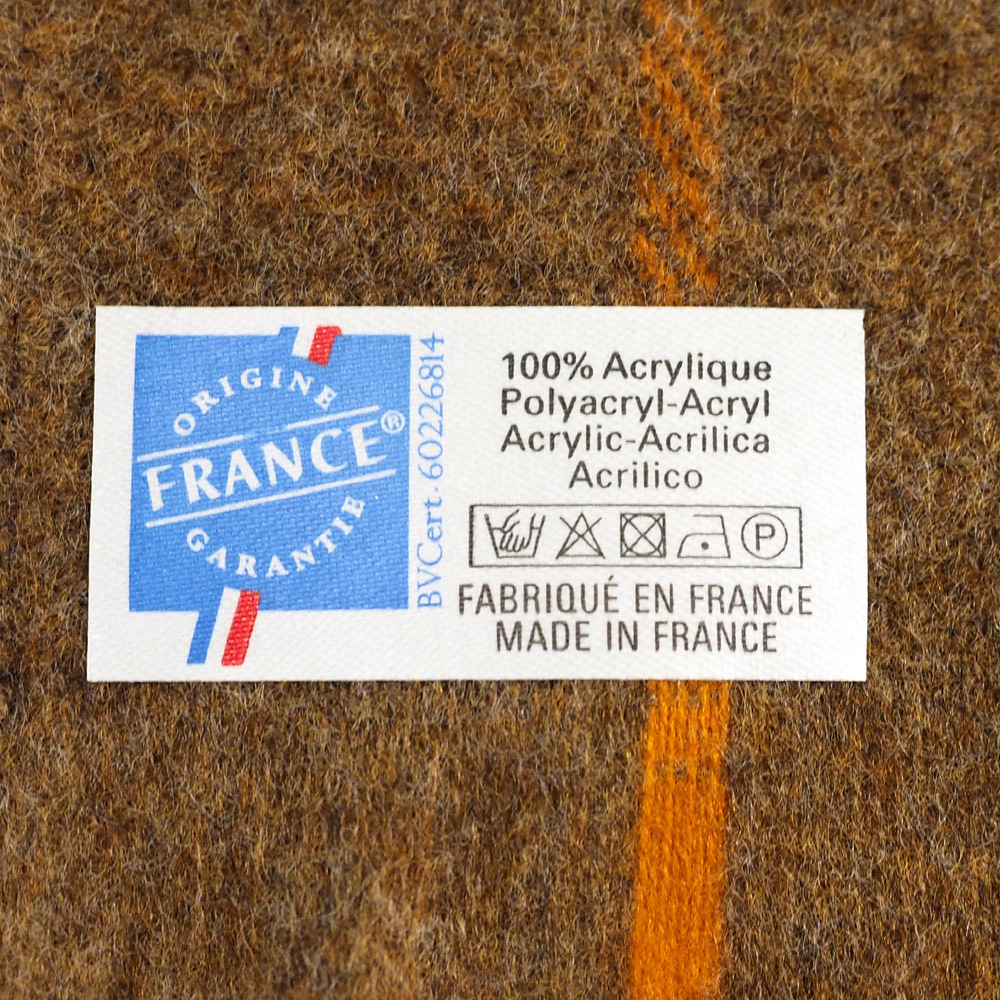 ORIGINE
FRANCE®
GARANTIE
BVCert. 60226814
100% Acrylique
Polyacryl-Acryl
Acrylic-Acrilica
Acrilico
P
FABRIQUÉ EN FRANCE
MADE IN FRANCE